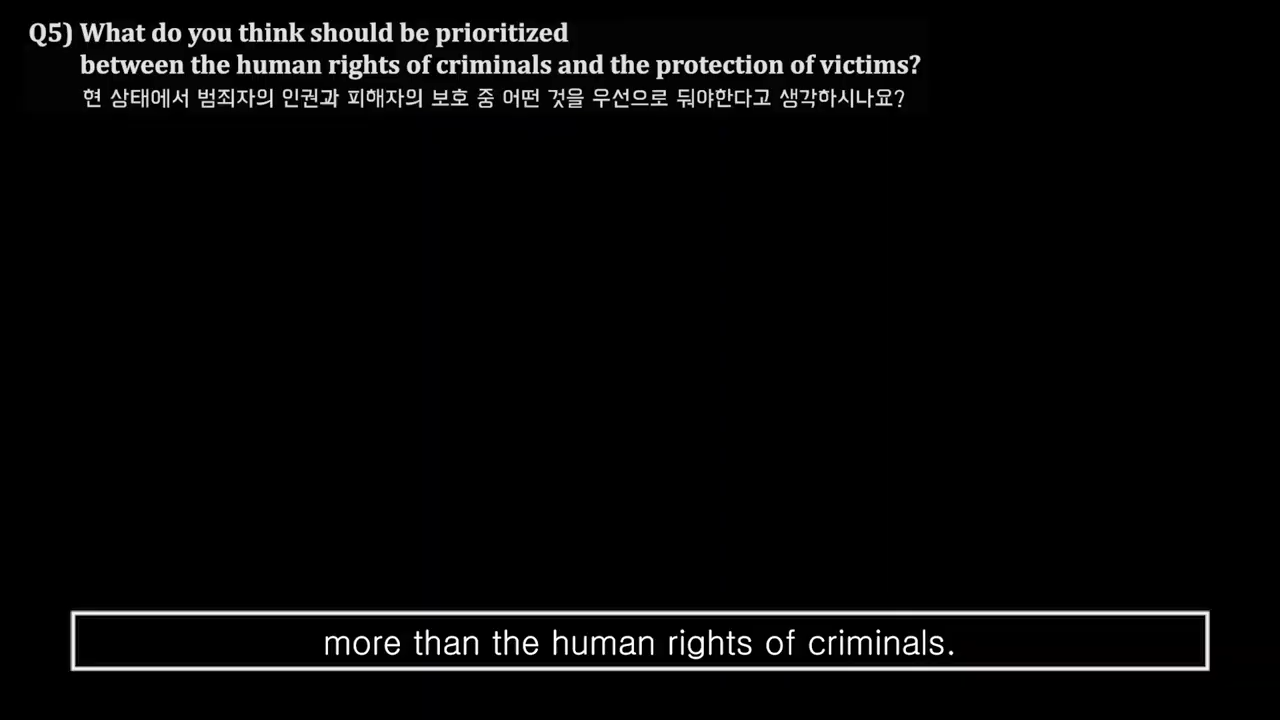 Q5) What do you think should be prioritized
between the human rights of criminals and the protection of victims?
현 상태에서 범죄자의 인권과 피해자의 보호 중 어떤 것을 우선으로 둬야한다고 생각하시나요?
more than the human rights of criminals.